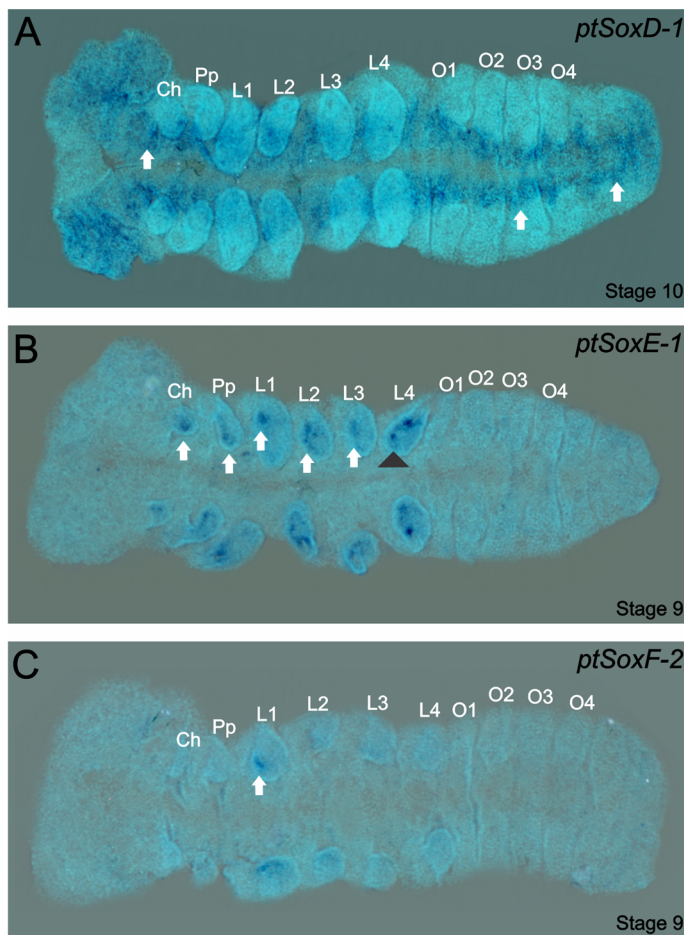 A
ptSoxD-1
Ch
Pp
L1
L2
L3
L4
O1
O2
O3
O4
Stage 10
B
ptSoxE-1
Ch
Pp
L1
L2
L3
L4
O1
O2
O3
O4
Stage 9
C
ptSoxF-2
Ch
Pp
L1
L2
L3
L4
O1
O2
O3
O4
Stage 9